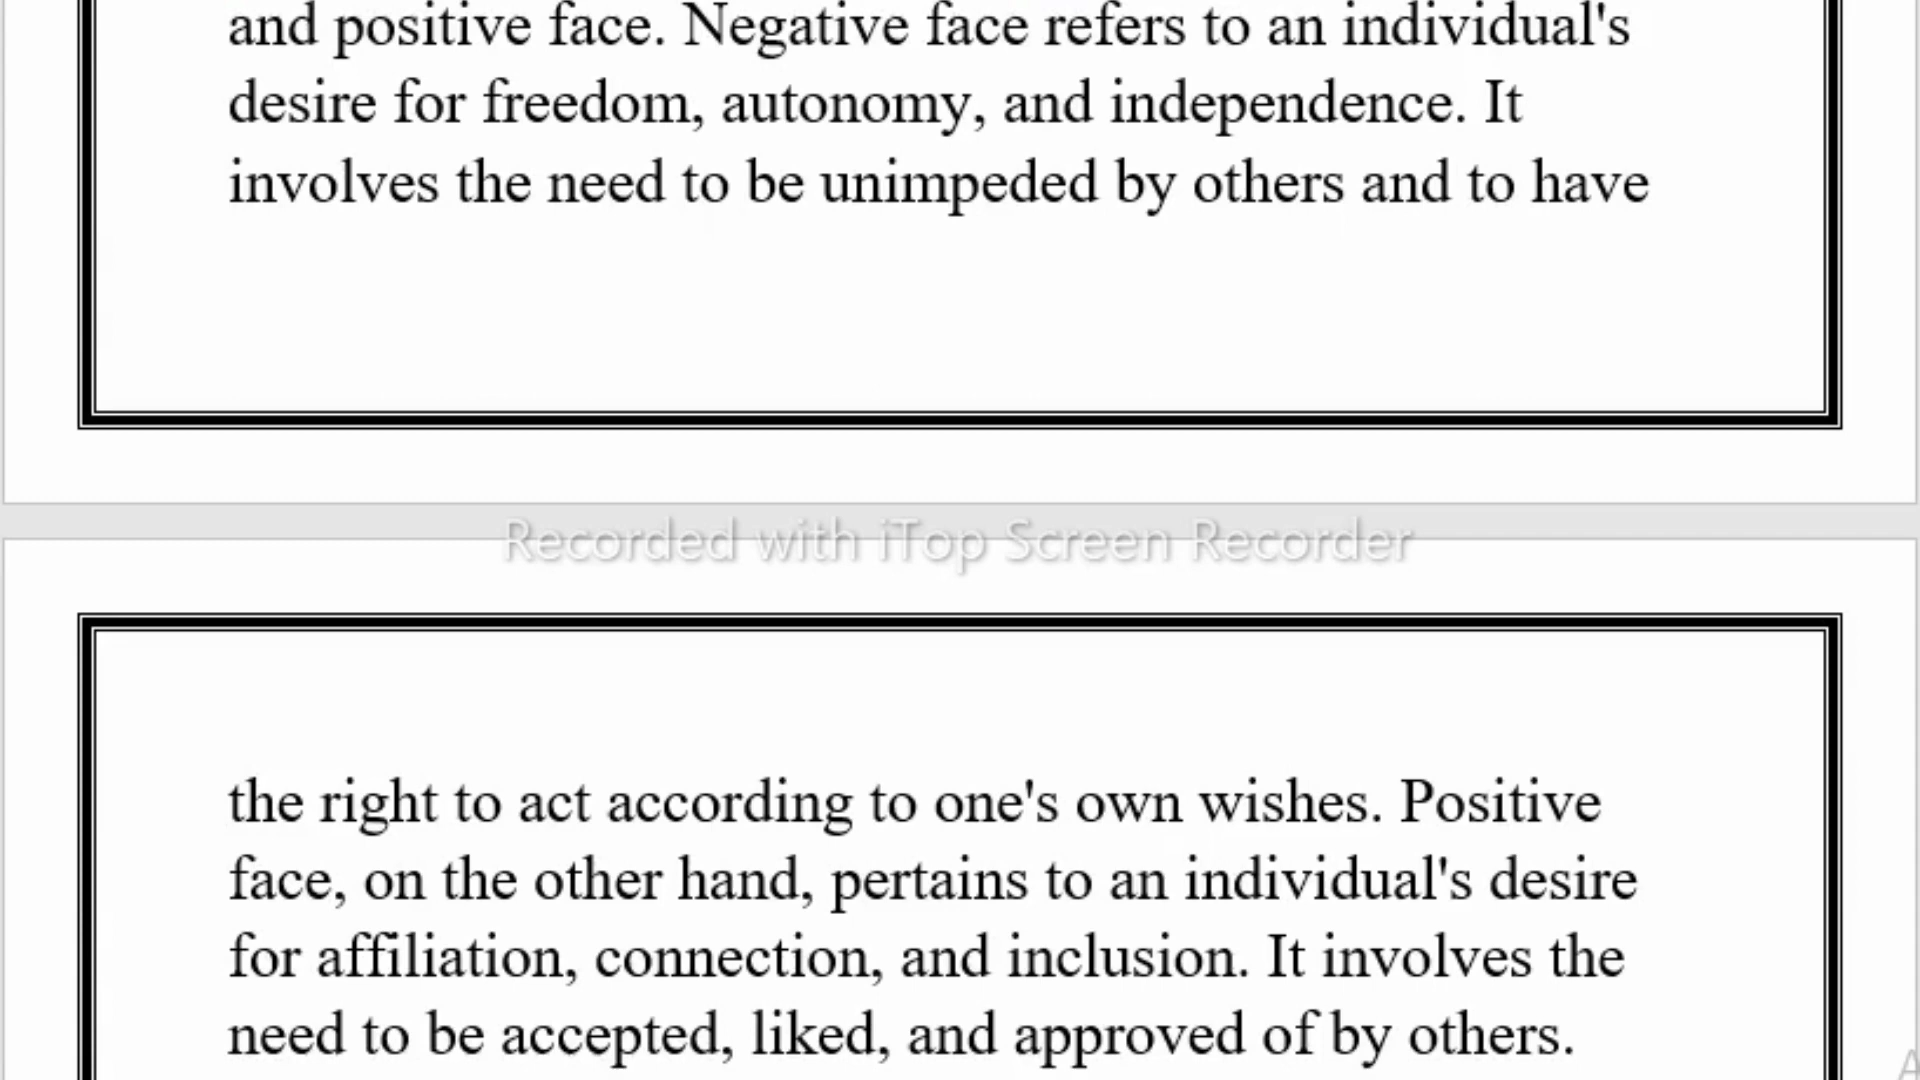 and positive face. Negative face refers to an individual's
desire for freedom, autonomy, and independence. It
involves the need to be unimpeded by others and to have
Recorded with iTop Screen Recorder
the right to act according to one's own wishes. Positive
face, on the other hand, pertains to an individual's desire
for affiliation, connection, and inclusion. It involves the
need to be accepted, liked, and approved of by others.